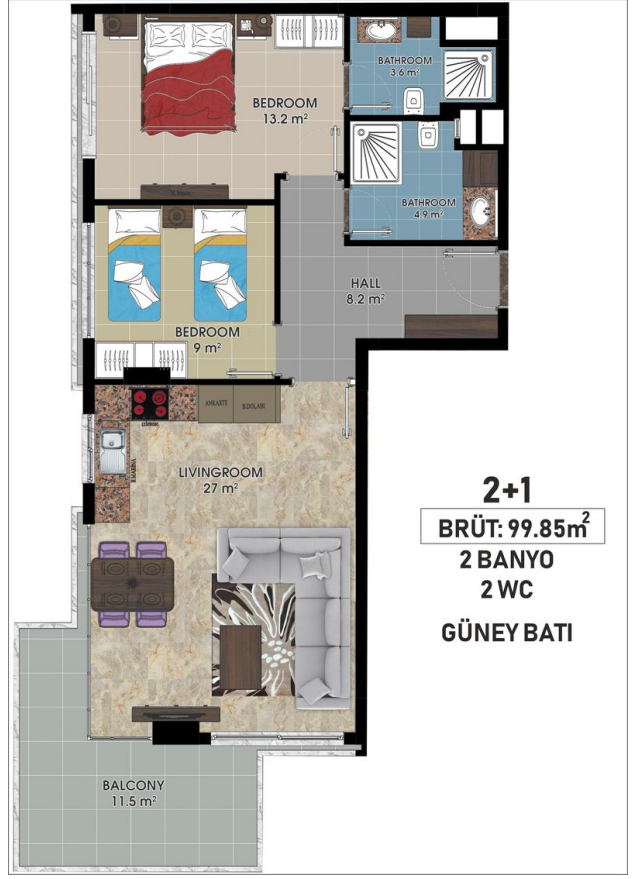 BATHROOM
3.6 m²
BEDROOM
13.2 m²
BATHROOM
4.9 m²
HALL
8.2 m²
BEDROOM
9 m²
ANKASTE
B.DOLABI
LIVINGROOM
27 m²
2+1
BRÜT: 99.85m²
2 BANYO
2 WC
GÜNEY BATI
BALCONY
11.5 m²